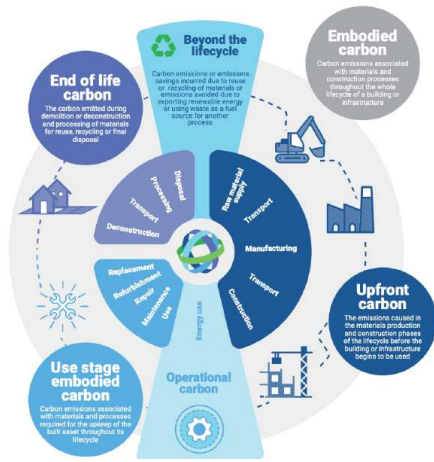 Beyond the
lifecycle
Carbon emissions or emissions
savings incurred due to reuse
or recycling of materials or
emissions avoided due to
exporting renewable energy
or using waste as a fuel
source for another
process
Embodied
carbon
Carbon emissions associated
with materials and
construction processes
throughout the whole
lifecycle of a building or
infrastructure
End of life
carbon
The carbon emitted during
demolition or deconstruction
and processing of materials
for reuse, recycling or final
disposal
Disposal
Processing
Transport
Deconstruction
Raw material
supply
Transport
Manufacturing
Transport
Construction
Replacement
Refurbishment
Repair
Maintenance
Use
Energy use
Upfront
carbon
The emissions caused in
the materials production
and construction phases
of the lifecycle before the
building or infrastructure
begins to be used
Use stage
embodied
carbon
Carbon emissions associated
with materials and processes
required for the upkeep of the
built asset throughout its
lifecycle
Operational
carbon